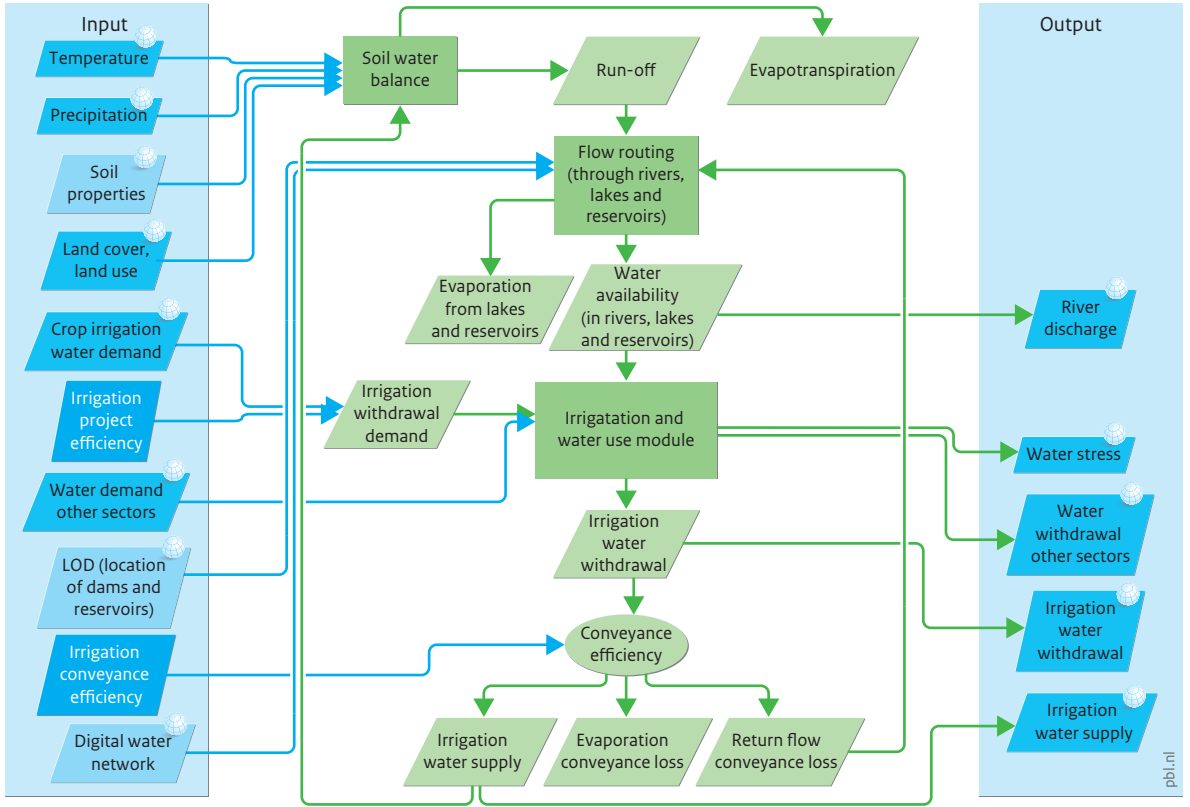 Input
Temperature
Precipitation
Soil
properties
Land cover,
land use
Crop irrigation
water demand
Irrigation
project
efficiency
Water demand
other sectors
LOD (location
of dams and
reservoirs)
Irrigation
conveyance
efficiency
Digital water
network
Soil water
balance
Run-off
Evapotranspiration
Flow routing
(through rivers,
lakes and
reservoirs)
Evaporation
from lakes
and reservoirs
Water
availability
(in rivers, lakes
and reservoirs)
Irrigation
withdrawal
demand
Irrigatation and
water use module
Irrigation
water
withdrawal
Conveyance
efficiency
Irrigation
water supply
Evaporation
conveyance loss
Return flow
conveyance loss
Output
River
discharge
Water stress
Water
withdrawal
other sectors
Irrigation
water
withdrawal
Irrigation
water supply
pbl.nl